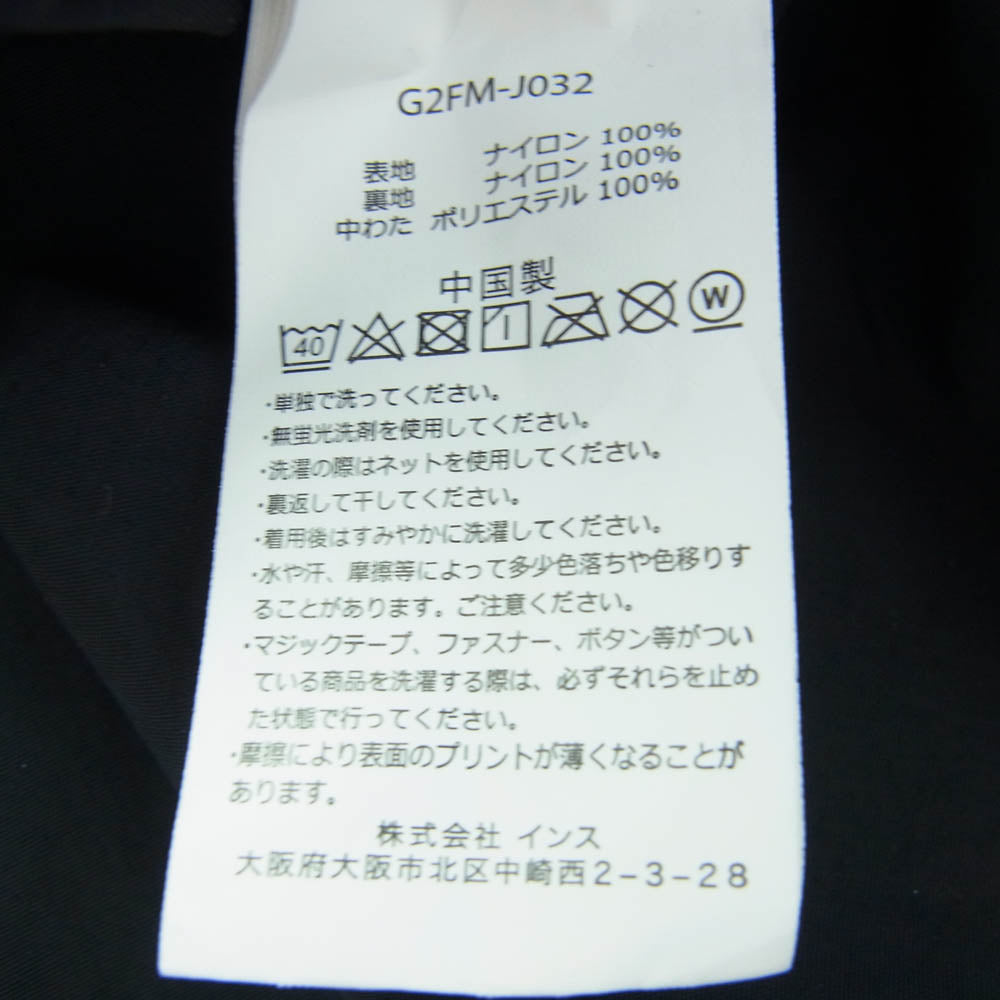 G2FM-J032
表地 ナイロン 100%
裏地 ナイロン 100%
中わた ポリエステル 100%
中国製
40 W
・単独で洗ってください。
・無蛍光洗剤を使用してください。
・洗濯の際はネットを使用してください。
・裏返して干してください。
・着用後はすみやかに洗濯してください。
・水や汗、摩擦等によって多少色落ちや色移りす
ることがあります。ご注意ください。
・マジックテープ、ファスナー、ボタン等がつい
ている商品を洗濯する際は、必ずそれらを止め
た状態で行ってください。
・摩擦により表面のプリントが薄くなることが
あります。
株式会社 インス
大阪府大阪市北区中崎西2-3-28